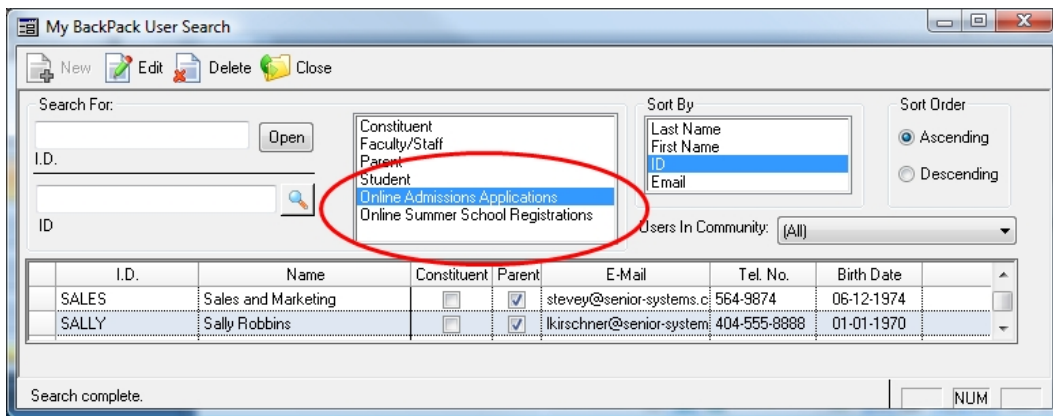 My BackPack User Search
New Edit Delete Close
Search For:
Open
I.D.
ID
Constituent
Faculty/Staff
Parent
Student
Online Admissions Applications
Online Summer School Registrations
Sort By
Last Name
First Name
ID
Email
Sort Order
Ascending
Descending
Users In Community: (All)
I.D. Name Constituent Parent E-Mail Tel. No. Birth Date
SALES Sales and Marketing stevey@senior-systems.c 564-9874 06-12-1974
SALLY Sally Robbins lkirschner@senior-system 404-555-8888 01-01-1970
Search complete. NUM